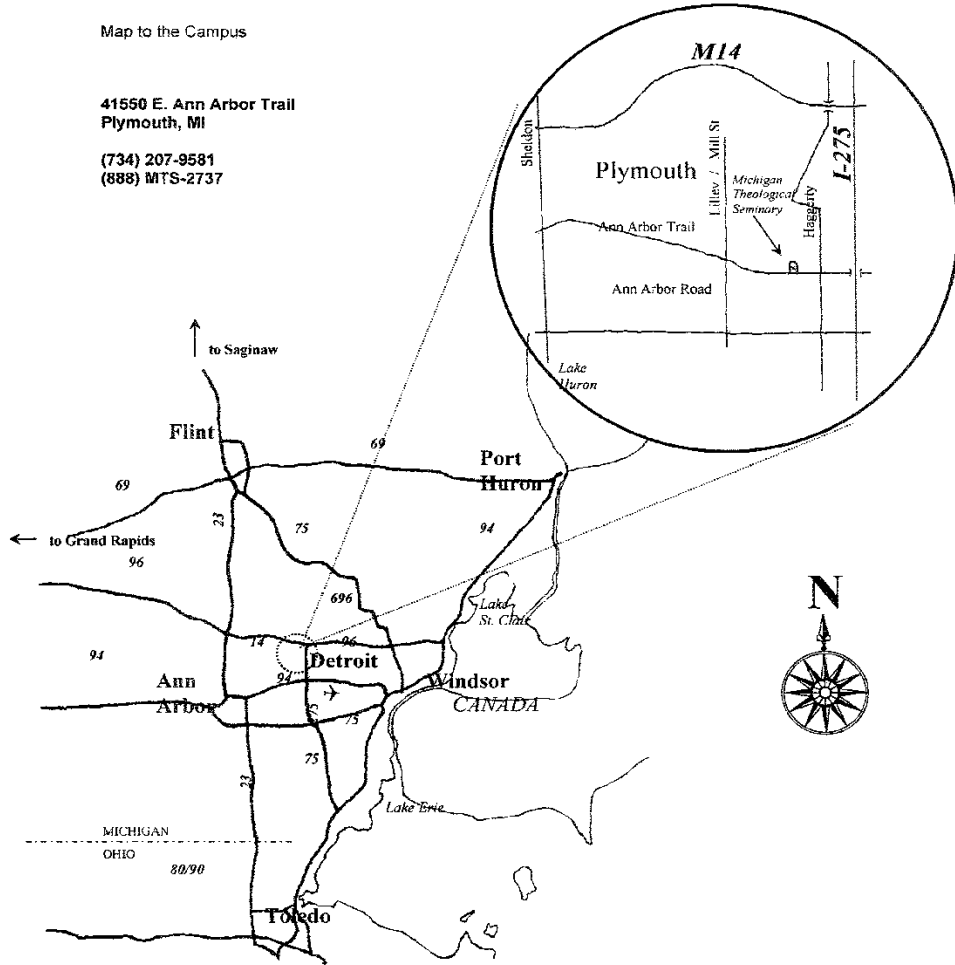 Map to the Campus
41550 E. Ann Arbor Trail
Plymouth, MI
(734) 207-9581
(888) MTS-2737
M14
Sheldon
Plymouth
Lilley / Mill St
Michigan
Theological
Seminary
Haggerty
I-275
Ann Arbor Trail
Ann Arbor Road
Lake
Huron
to Saginaw
Flint
69
Port
Huron
69
23
75
94
to Grand Rapids
96
696
Lake
St. Clair
N
14
96
94
Detroit
94
Ann
Arbor
Windsor
CANADA
75
75
75
23
Lake Erie
MICHIGAN
OHIO
80/90
Toledo